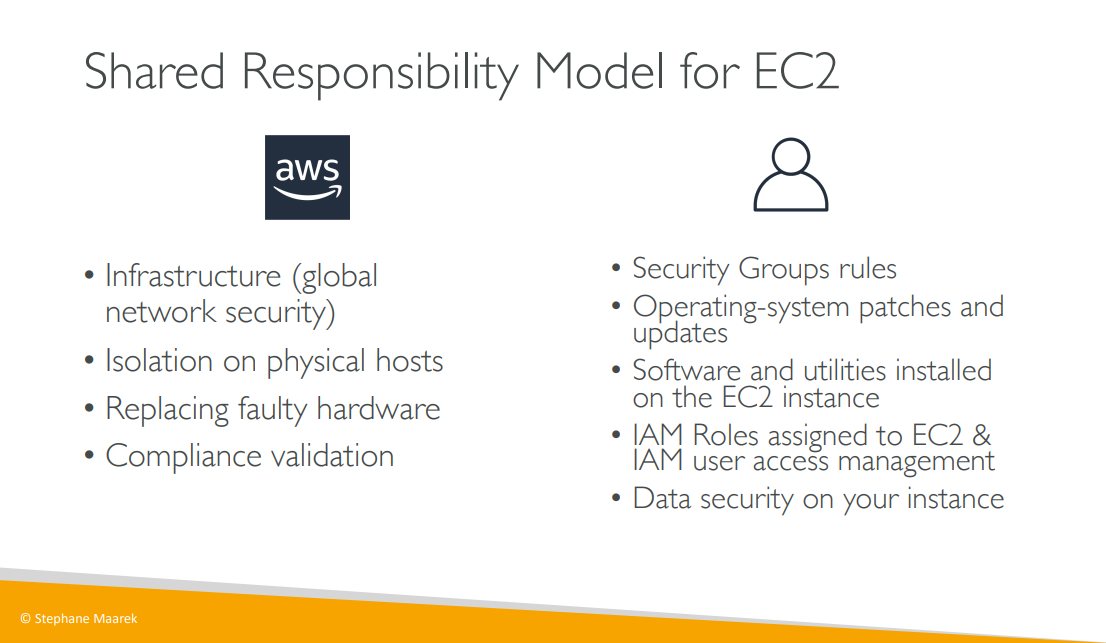 Shared Responsibility Model for EC2
aws
• Infrastructure (global
network security)
• Isolation on physical hosts
• Replacing faulty hardware
• Compliance validation
• Security Groups rules
• Operating-system patches and
updates
• Software and utilities installed
on the EC2 instance
• IAM Roles assigned to EC2 &
IAM user access management
• Data security on your instance
© Stephane Maarek